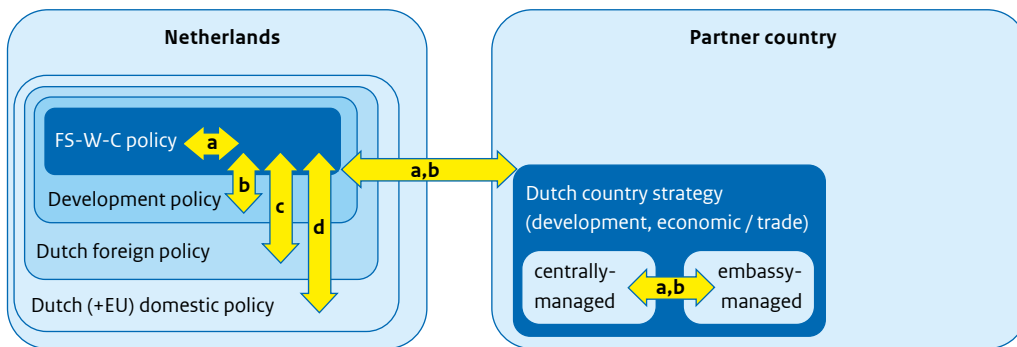 Netherlands
FS-W-C policy
a
b
c
d
Development policy
Dutch foreign policy
Dutch (+EU) domestic policy
a,b
Partner country
Dutch country strategy
(development, economic / trade)
centrally-
managed
a,b
embassy-
managed